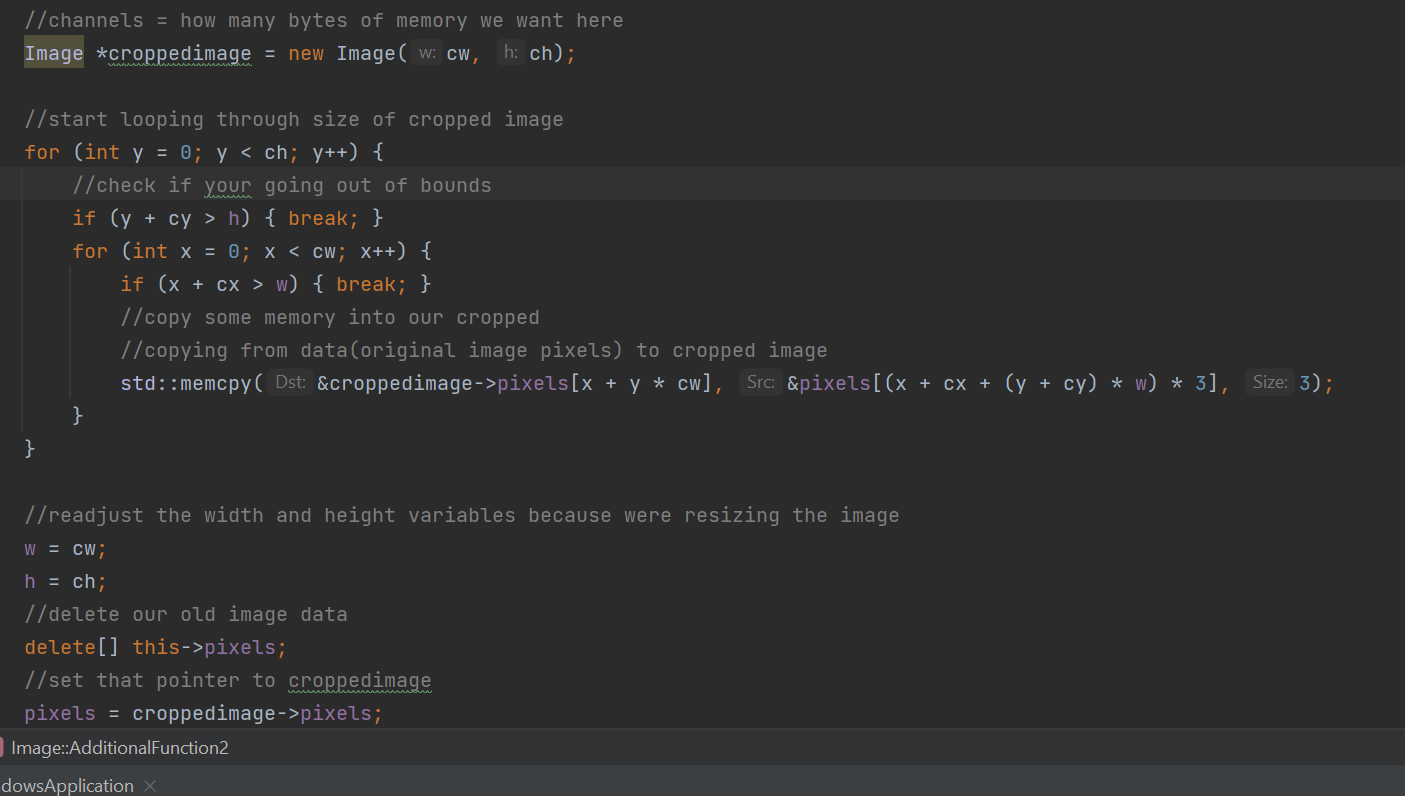 //channels = how many bytes of memory we want here
Image *croppedimage = new Image( w: cw, h: ch);
//start looping through size of cropped image
for (int y = 0; y < ch; y++) {
//check if your going out of bounds
if (y + cy > h) { break; }
for (int x = 0; x < cw; x++) {
if (x + cx > w) { break; }
//copy some memory into our cropped
//copying from data(original image pixels) to cropped image
std::memcpy( Dst: &croppedimage->pixels[x + y * cw], Src: &pixels[(x + cx + (y + cy) * w) * 3], Size: 3);
}
}
//readjust the width and height variables because were resizing the image
w = cw;
h = ch;
//delete our old image data
delete[] this->pixels;
//set that pointer to croppedimage
pixels = croppedimage->pixels;
Image::AdditionalFunction2
dowsApplication ×